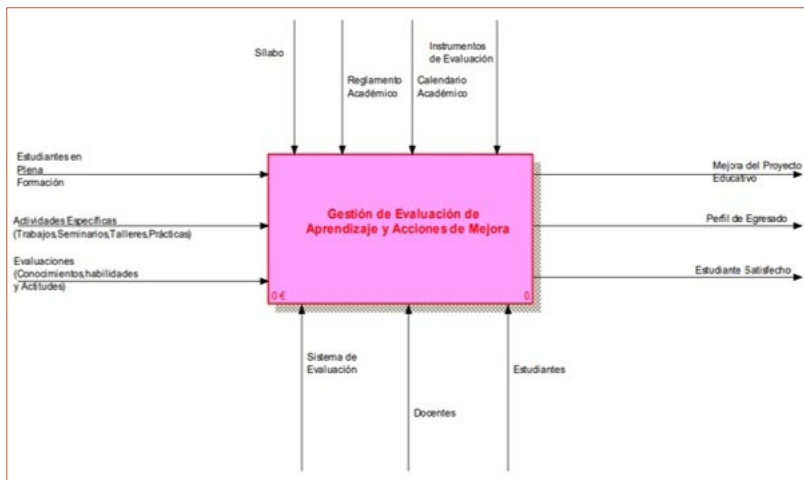 Sílabo
Instrumentos
de Evaluación
Reglamento
Académico
Calendario
Académico
Estudiantes en
Plena
Formación
Actividades Específicas
(Trabajos,Seminarios,Talleres,Prácticas)
Evaluaciones
(Conocimientos,habilidades
y Actitudes)
Gestión de Evaluación de
Aprendizaje y Acciones de Mejora
0 €
0
Mejora del Proyecto
Educativo
Perfil de Egresado
Estudiante Satisfecho
Sistema de
Evaluación
Docentes
Estudiantes